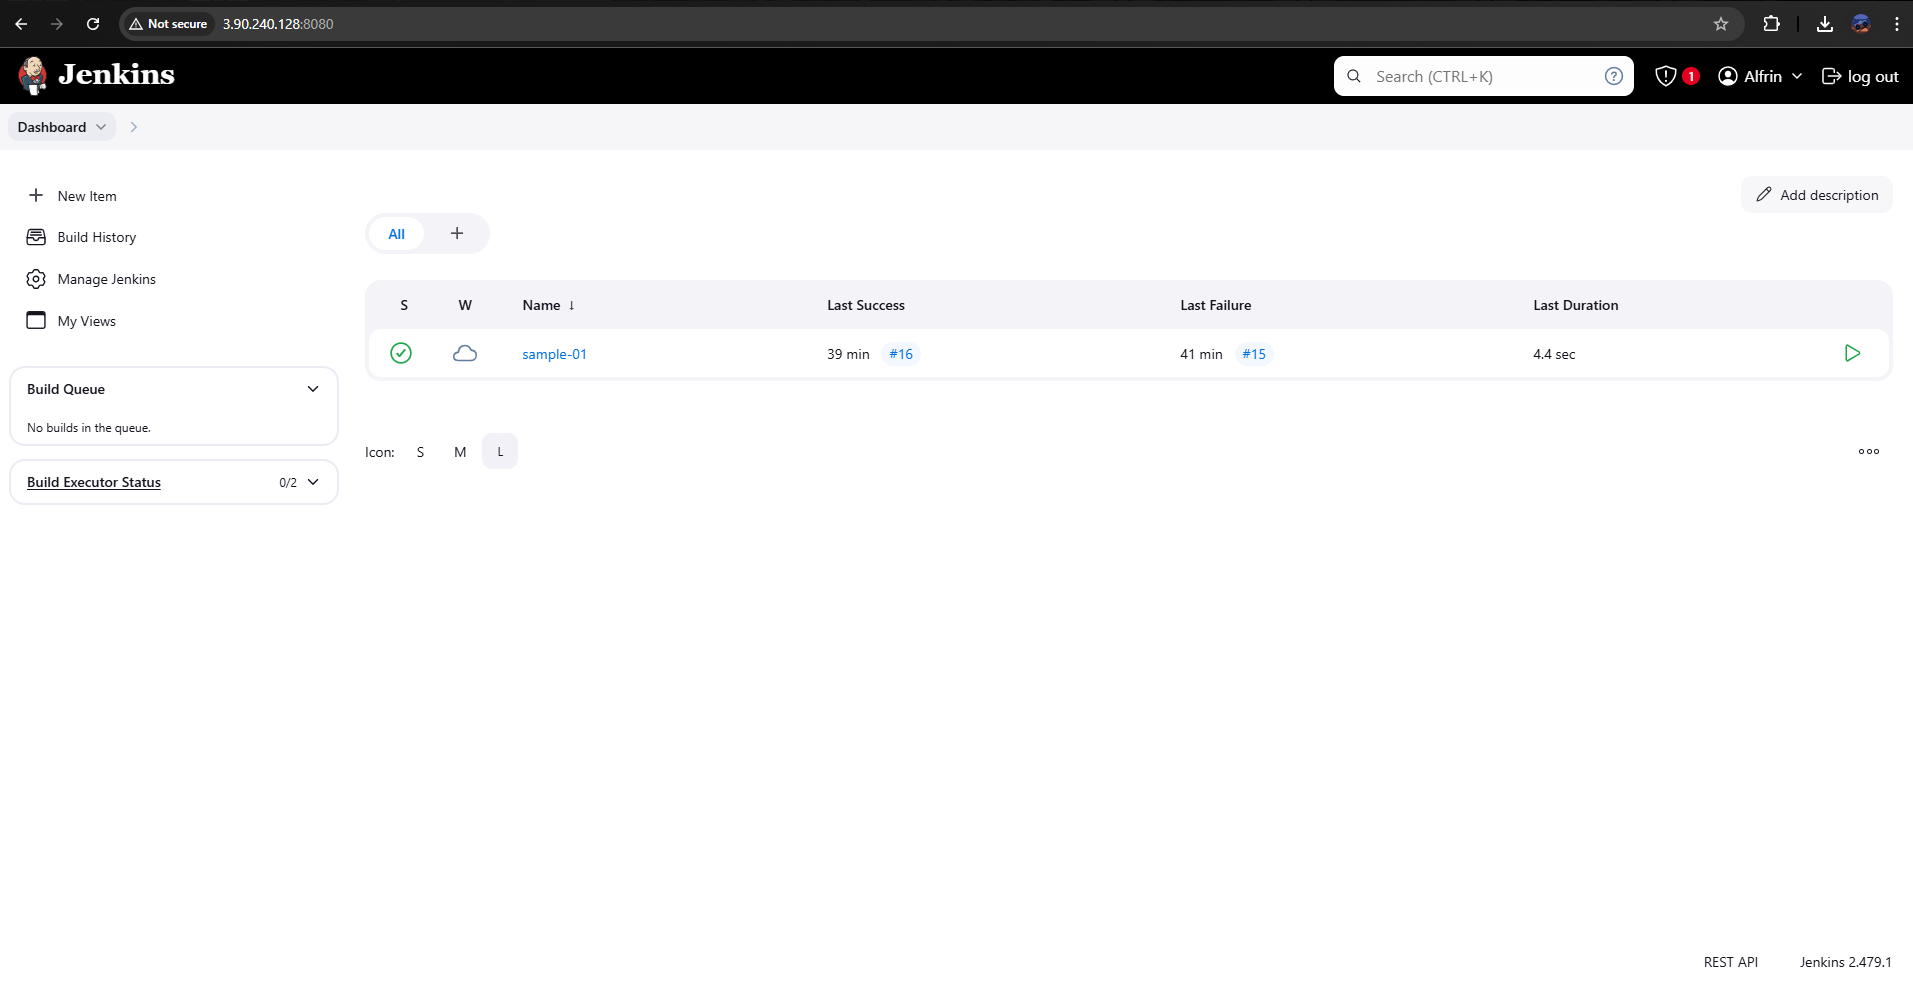 Not secure 3.90.240.128:8080
Jenkins Search (CTRL+K) ? 1 Alfrin log out
Dashboard
New Item
Add description
Build History
All +
Manage Jenkins
My Views
S W Name ↓ Last Success Last Failure Last Duration
sample-01 39 min #16 41 min #15 4.4 sec
Build Queue
No builds in the queue.
Icon: S M L
Build Executor Status 0/2
REST API Jenkins 2.479.1